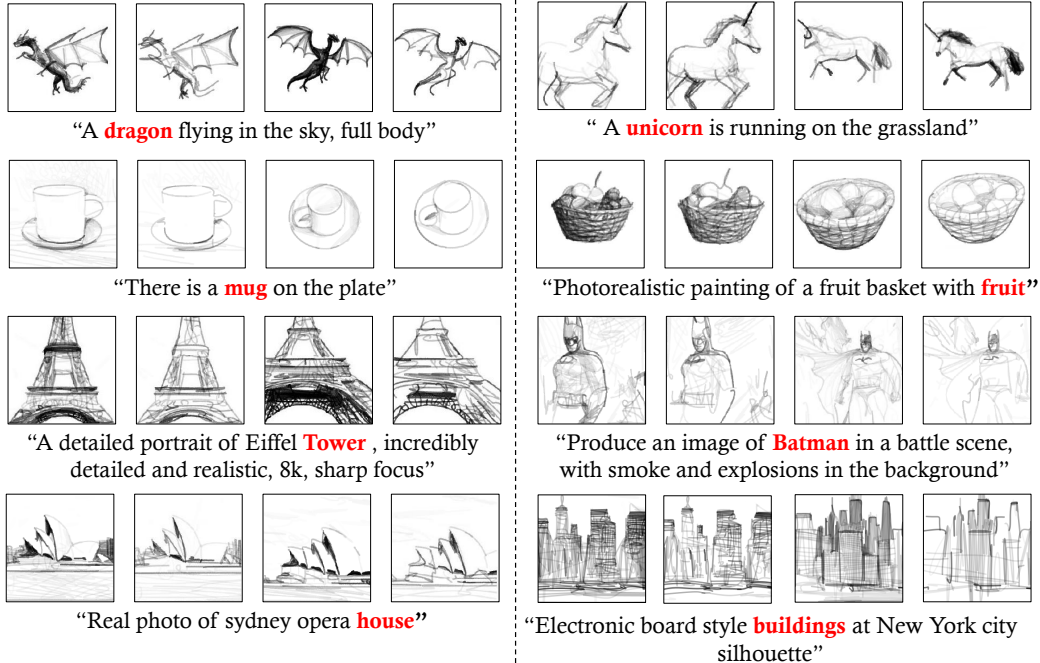 “A dragon flying in the sky, full body”
“ A unicorn is running on the grassland”
“There is a mug on the plate”
“Photorealistic painting of a fruit basket with fruit”
“A detailed portrait of Eiffel Tower , incredibly
detailed and realistic, 8k, sharp focus”
“Produce an image of Batman in a battle scene,
with smoke and explosions in the background”
“Real photo of sydney opera house”
“Electronic board style buildings at New York city
silhouette”